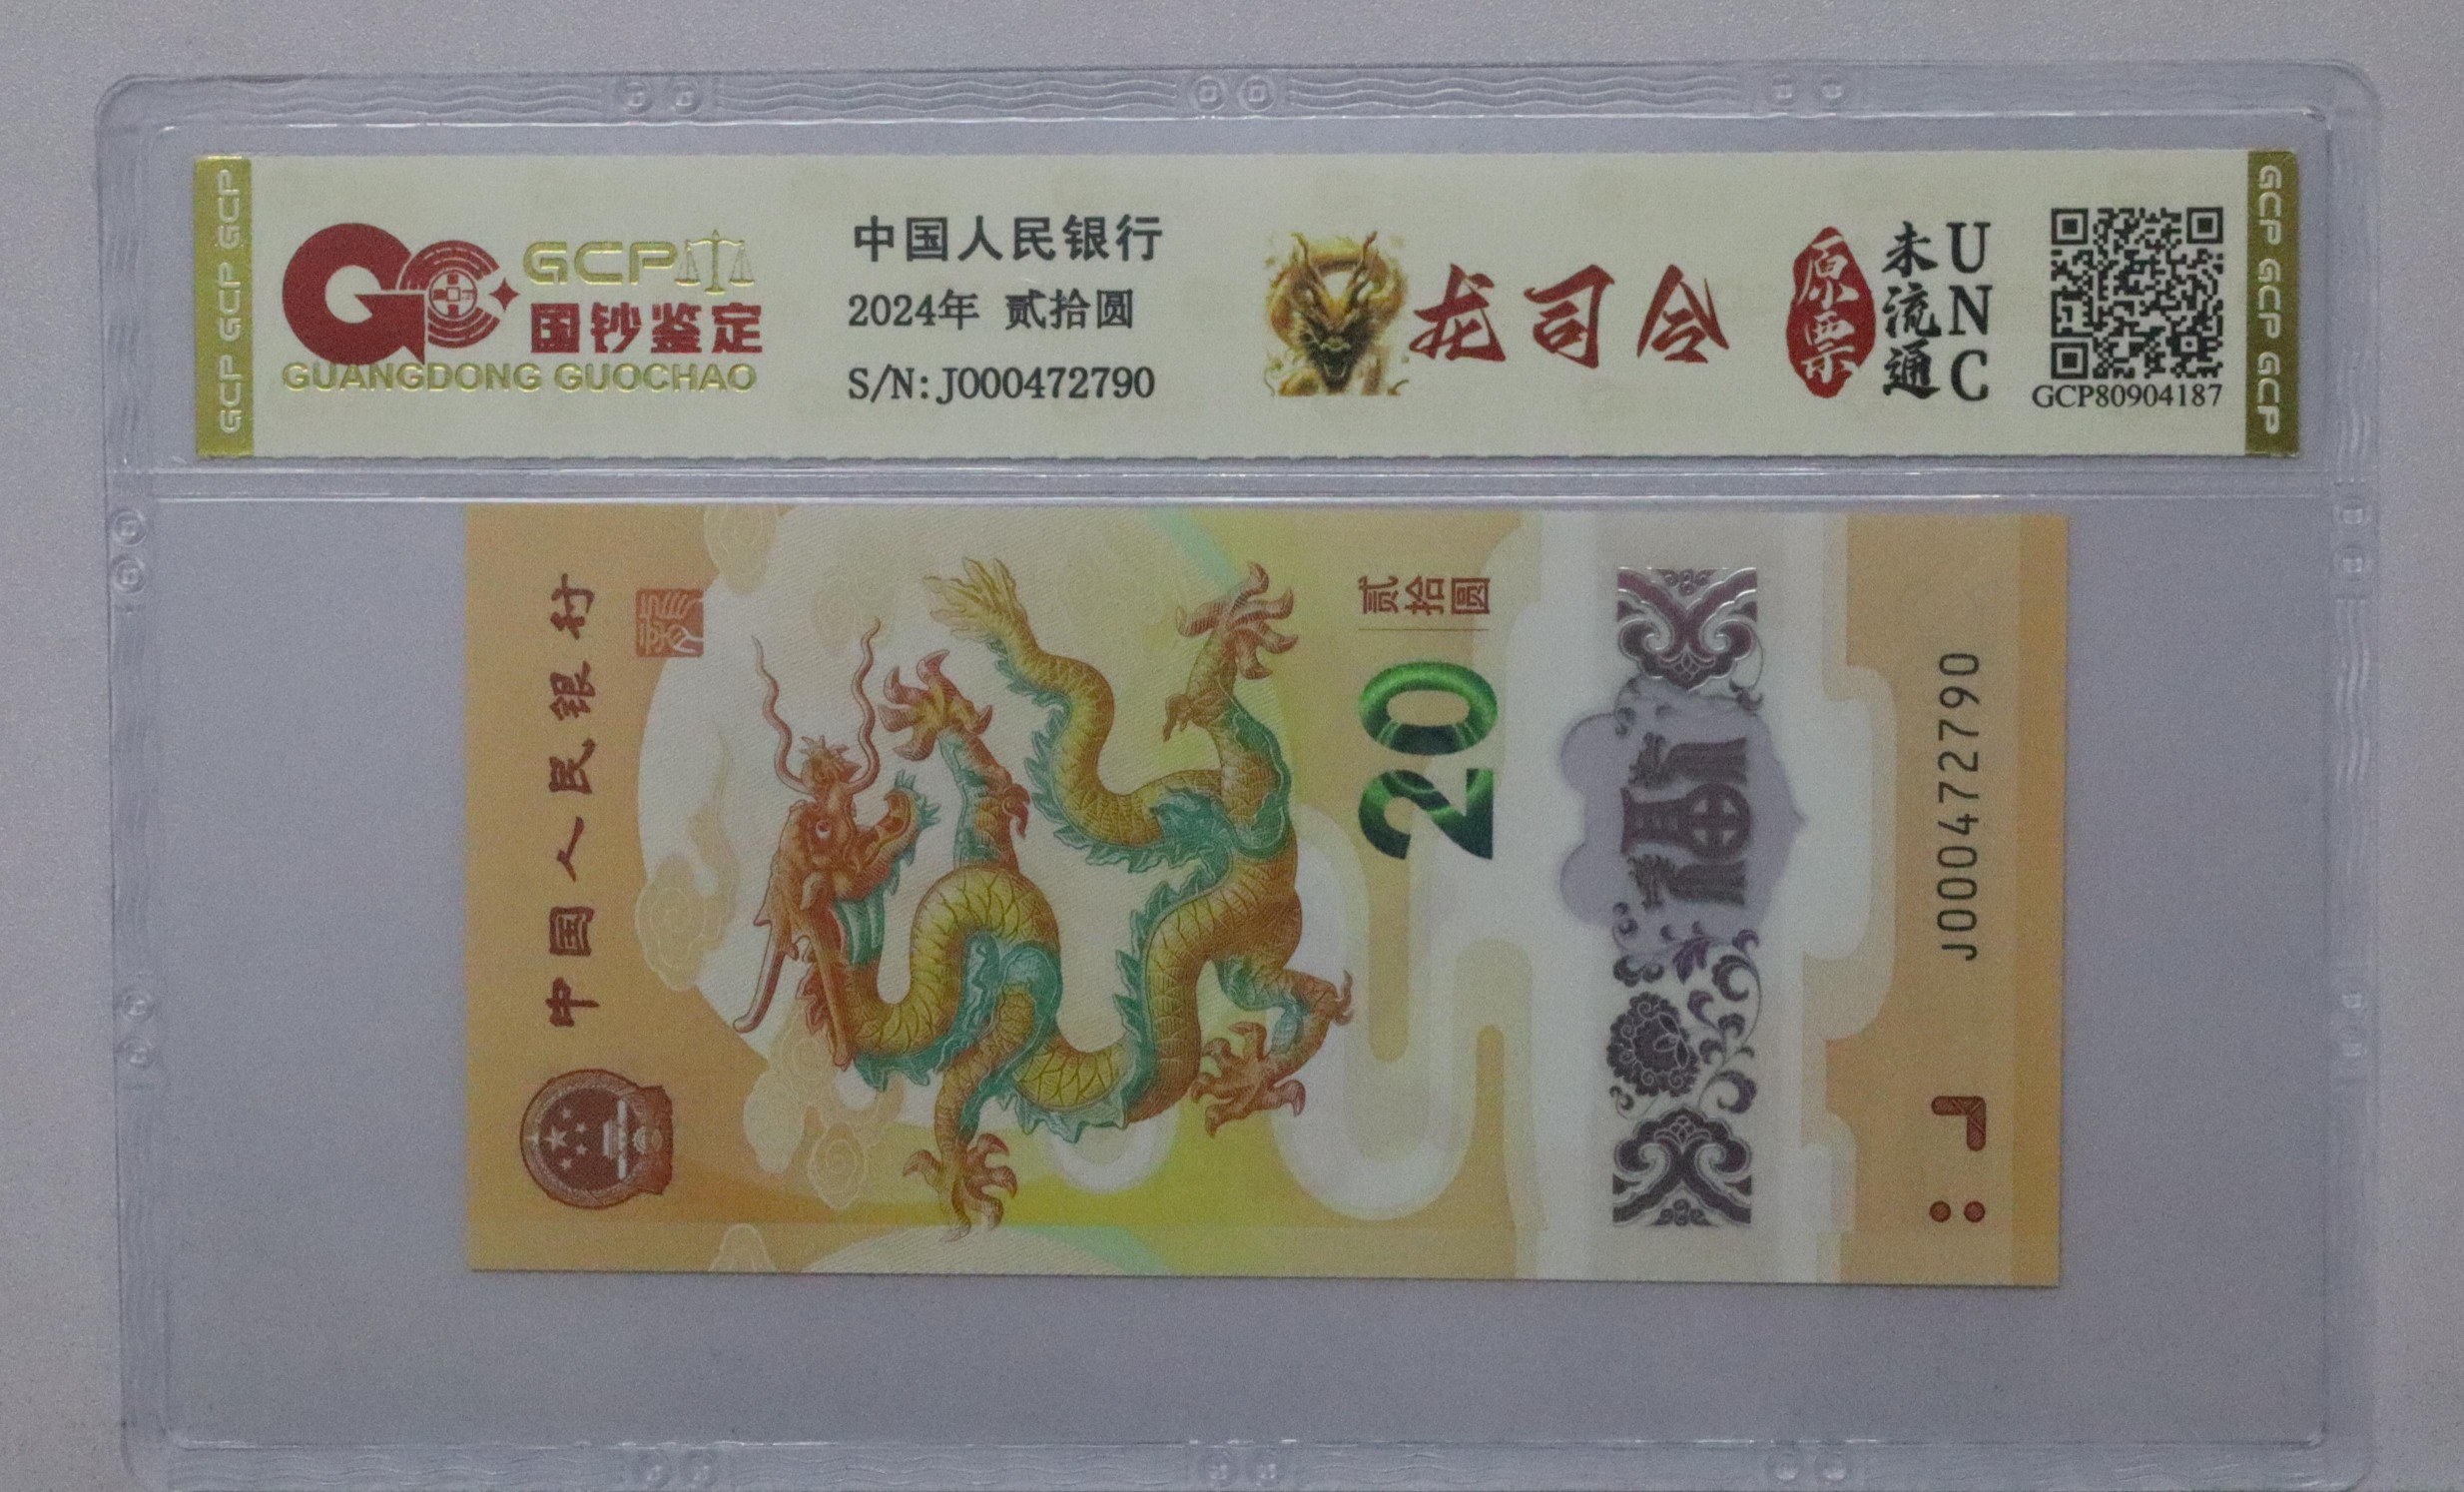 GCP GCP GCP
GCP
国钞鉴定
GUANGDONG GUOCHAO
中国人民银行
2024年 贰拾圆
S/N: J000472790
龙司令
原票
未流通
UNC
GCP80904187
GCP GCP GCP
中国人民银行
龍
贰拾圆
20
福
J000472790